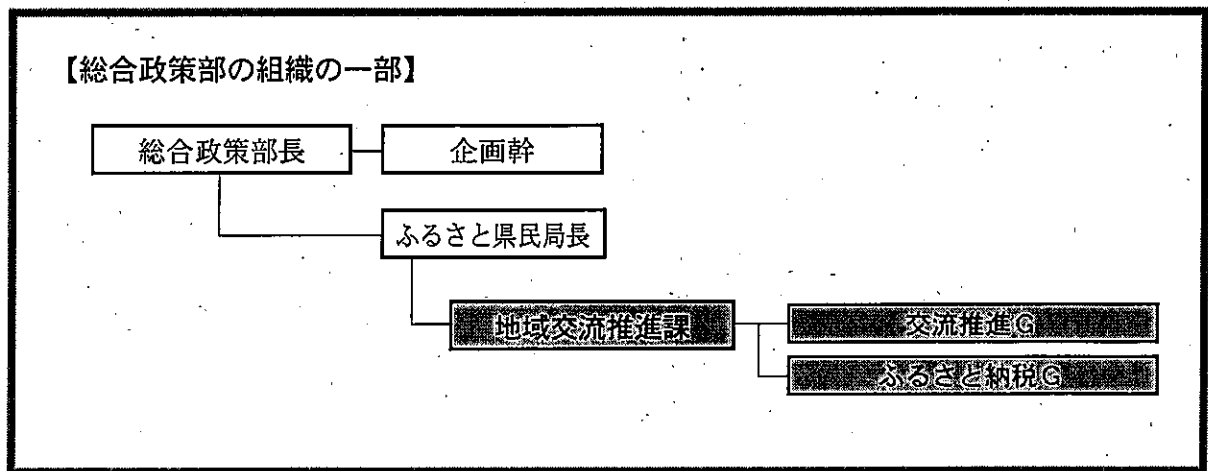 【総合政策部の組織の一部】
総合政策部長
企画幹
ふるさと県民局長
地域交流推進課
交流推進G
ふるさと納税G